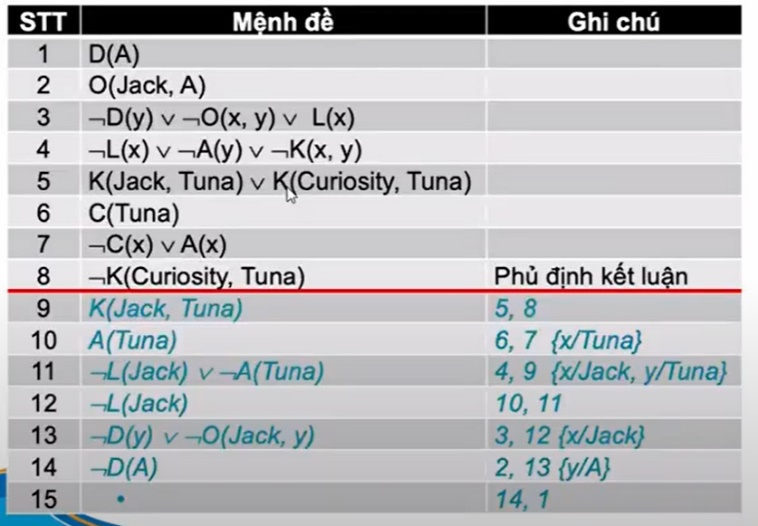 STT Mệnh đề Ghi chú
1 D(A)
2 O(Jack, A)
3 ¬D(y) ∨ ¬O(x, y) ∨ L(x)
4 ¬L(x) ∨ ¬A(y) ∨ ¬K(x, y)
5 K(Jack, Tuna) ∨ K(Curiosity, Tuna)
6 C(Tuna)
7 ¬C(x) ∨ A(x)
8 ¬K(Curiosity, Tuna) Phủ định kết luận
9 K(Jack, Tuna) 5, 8
10 A(Tuna) 6, 7 {x/Tuna}
11 ¬L(Jack) ∨ ¬A(Tuna) 4, 9 {x/Jack, y/Tuna}
12 ¬L(Jack) 10, 11
13 ¬D(y) ∨ ¬O(Jack, y) 3, 12 {x/Jack}
14 ¬D(A) 2, 13 {y/A}
15 • 14, 1